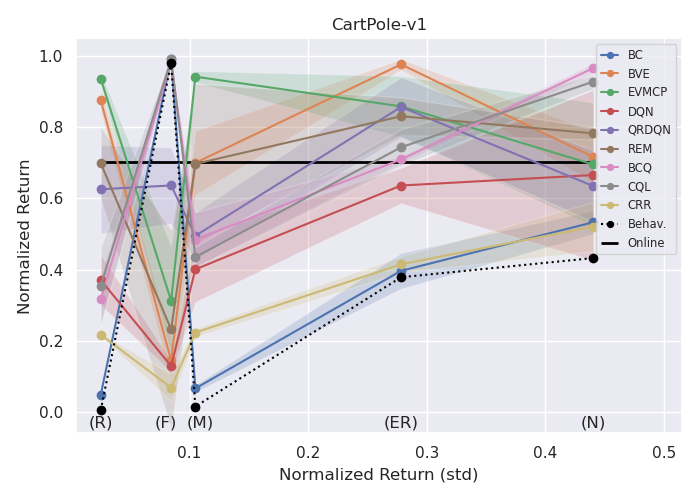 CartPole-v1
Normalized Return
1.0
0.8
0.6
0.4
0.2
0.0
BC
BVE
EVMCP
DQN
QRDQN
REM
BCQ
CQL
CRR
Behav.
Online
(R) (F) (M) (ER) (N)
0.1 0.2 0.3 0.4 0.5
Normalized Return (std)